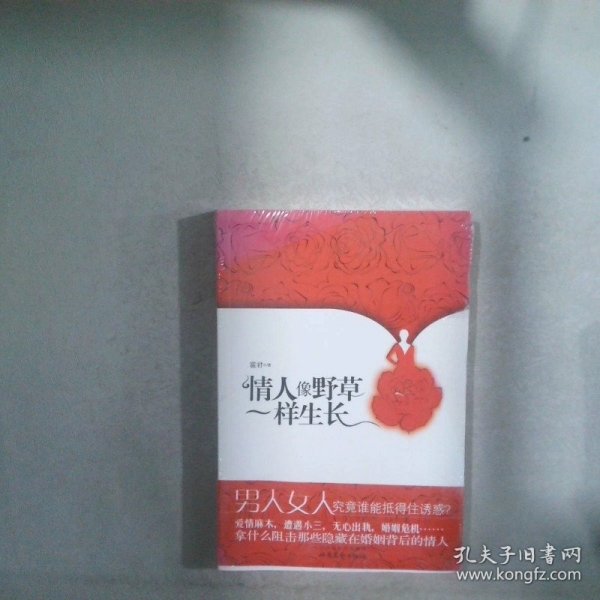 情人像野草
一样生长
男人女人究竟谁能抵得住诱惑?
爱情麻木,遭遇小三,无心出轨,婚姻危机……
拿什么阻击那些隐藏在婚姻背后的情人
孔夫子旧书网
www.kongfz.com